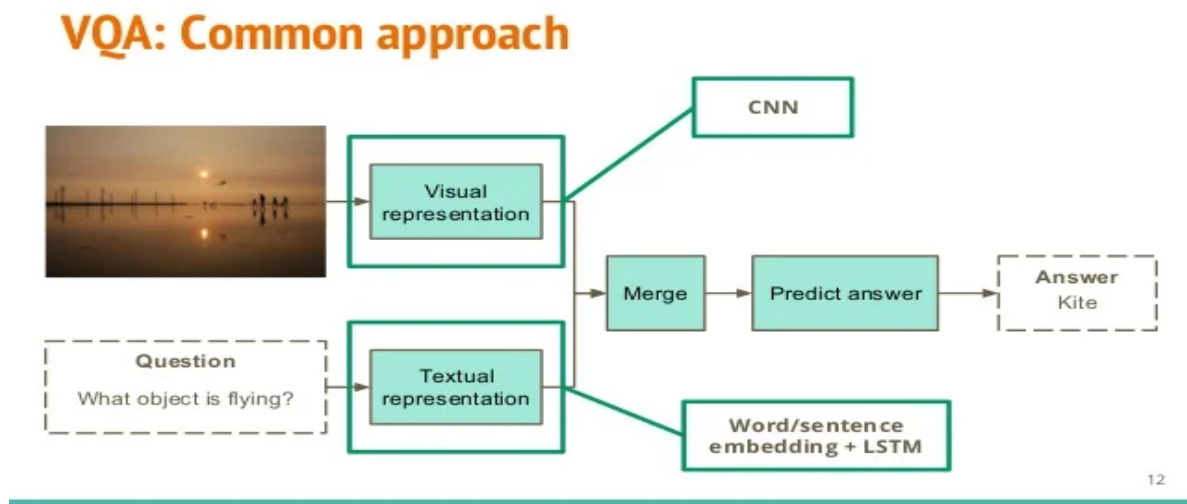 VQA: Common approach
CNN
Visual
representation
Merge
Predict answer
Answer
Kite
Question
What object is flying?
Textual
representation
Word/sentence
embedding + LSTM
12